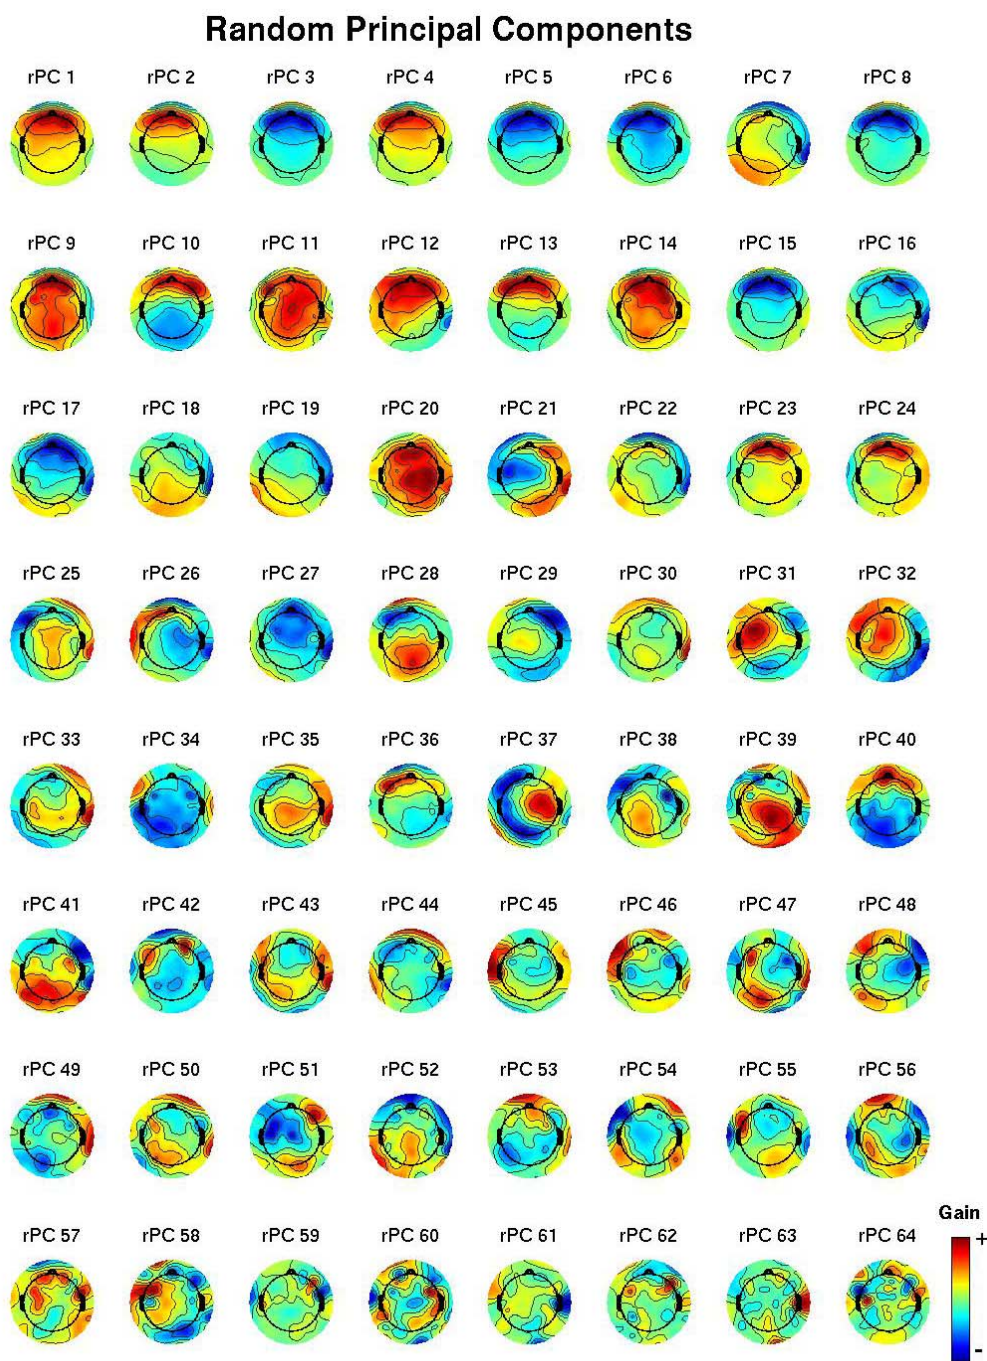 Random Principal Components
rPC 1 rPC 2 rPC 3 rPC 4 rPC 5 rPC 6 rPC 7 rPC 8
rPC 9 rPC 10 rPC 11 rPC 12 rPC 13 rPC 14 rPC 15 rPC 16
rPC 17 rPC 18 rPC 19 rPC 20 rPC 21 rPC 22 rPC 23 rPC 24
rPC 25 rPC 26 rPC 27 rPC 28 rPC 29 rPC 30 rPC 31 rPC 32
rPC 33 rPC 34 rPC 35 rPC 36 rPC 37 rPC 38 rPC 39 rPC 40
rPC 41 rPC 42 rPC 43 rPC 44 rPC 45 rPC 46 rPC 47 rPC 48
rPC 49 rPC 50 rPC 51 rPC 52 rPC 53 rPC 54 rPC 55 rPC 56
rPC 57 rPC 58 rPC 59 rPC 60 rPC 61 rPC 62 rPC 63 rPC 64
Gain
+
-